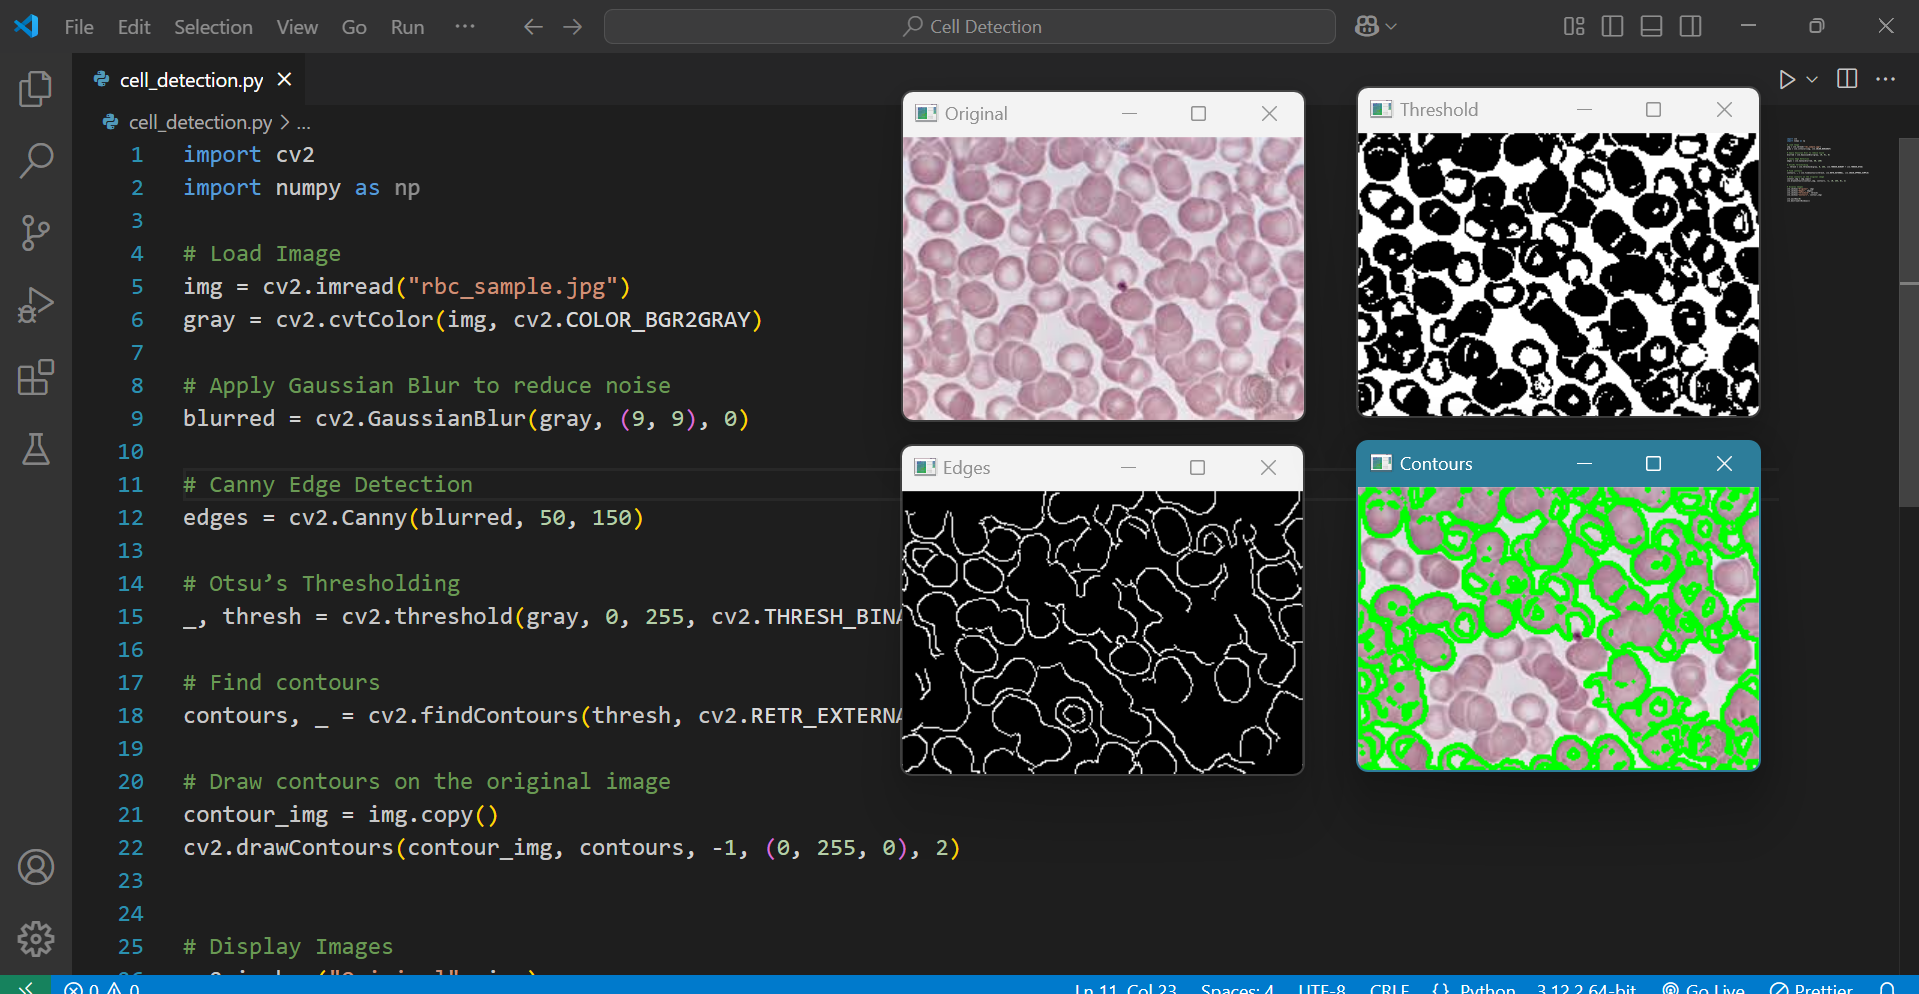 File Edit Selection View Go Run ··· Cell Detection
cell_detection.py
cell_detection.py > ...
1 import cv2
2 import numpy as np
3
4 # Load Image
5 img = cv2.imread("rbc_sample.jpg")
6 gray = cv2.cvtColor(img, cv2.COLOR_BGR2GRAY)
7
8 # Apply Gaussian Blur to reduce noise
9 blurred = cv2.GaussianBlur(gray, (9, 9), 0)
10
11 # Canny Edge Detection
12 edges = cv2.Canny(blurred, 50, 150)
13
14 # Otsu’s Thresholding
15 _, thresh = cv2.threshold(gray, 0, 255, cv2.THRESH_BINA
16
17 # Find contours
18 contours, _ = cv2.findContours(thresh, cv2.RETR_EXTERNA
19
20 # Draw contours on the original image
21 contour_img = img.copy()
22 cv2.drawContours(contour_img, contours, -1, (0, 255, 0), 2)
23
24
25 # Display Images
Original
Threshold
Edges
Contours
0 0 Ln 11, Col 23 Spaces: 4 UTF-8 CRLF {} Python 3.12.2 64-bit Go Live Prettier